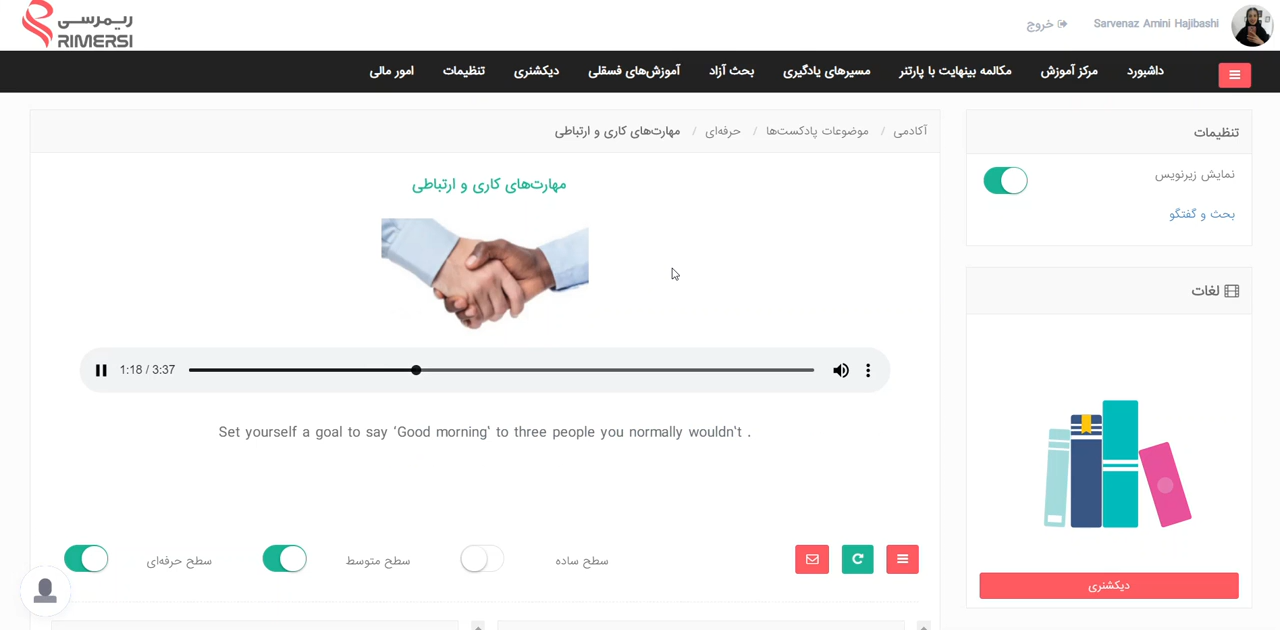 ریـمـرسـی
RIMERSI
خروج
Sarvenaz Amini Hajibashi
داشبورد
مرکز آموزش
مکالمه بینهایت با پارتنر
مسیرهای یادگیری
بحث آزاد
آموزش‌های فسقلی
دیکشنری
تنظیمات
امور مالی
آکادمی / موضوعات پادکست‌ها / حرفه‌ای / مهارت‌های کاری و ارتباطی
مهارت‌های کاری و ارتباطی
1:18 / 3:37
Set yourself a goal to say ‘Good morning’ to three people you normally wouldn’t .
سطح ساده
سطح متوسط
سطح حرفه‌ای
تنظیمات
نمایش زیرنویس
بحث و گفتگو
لغات
دیکشنری